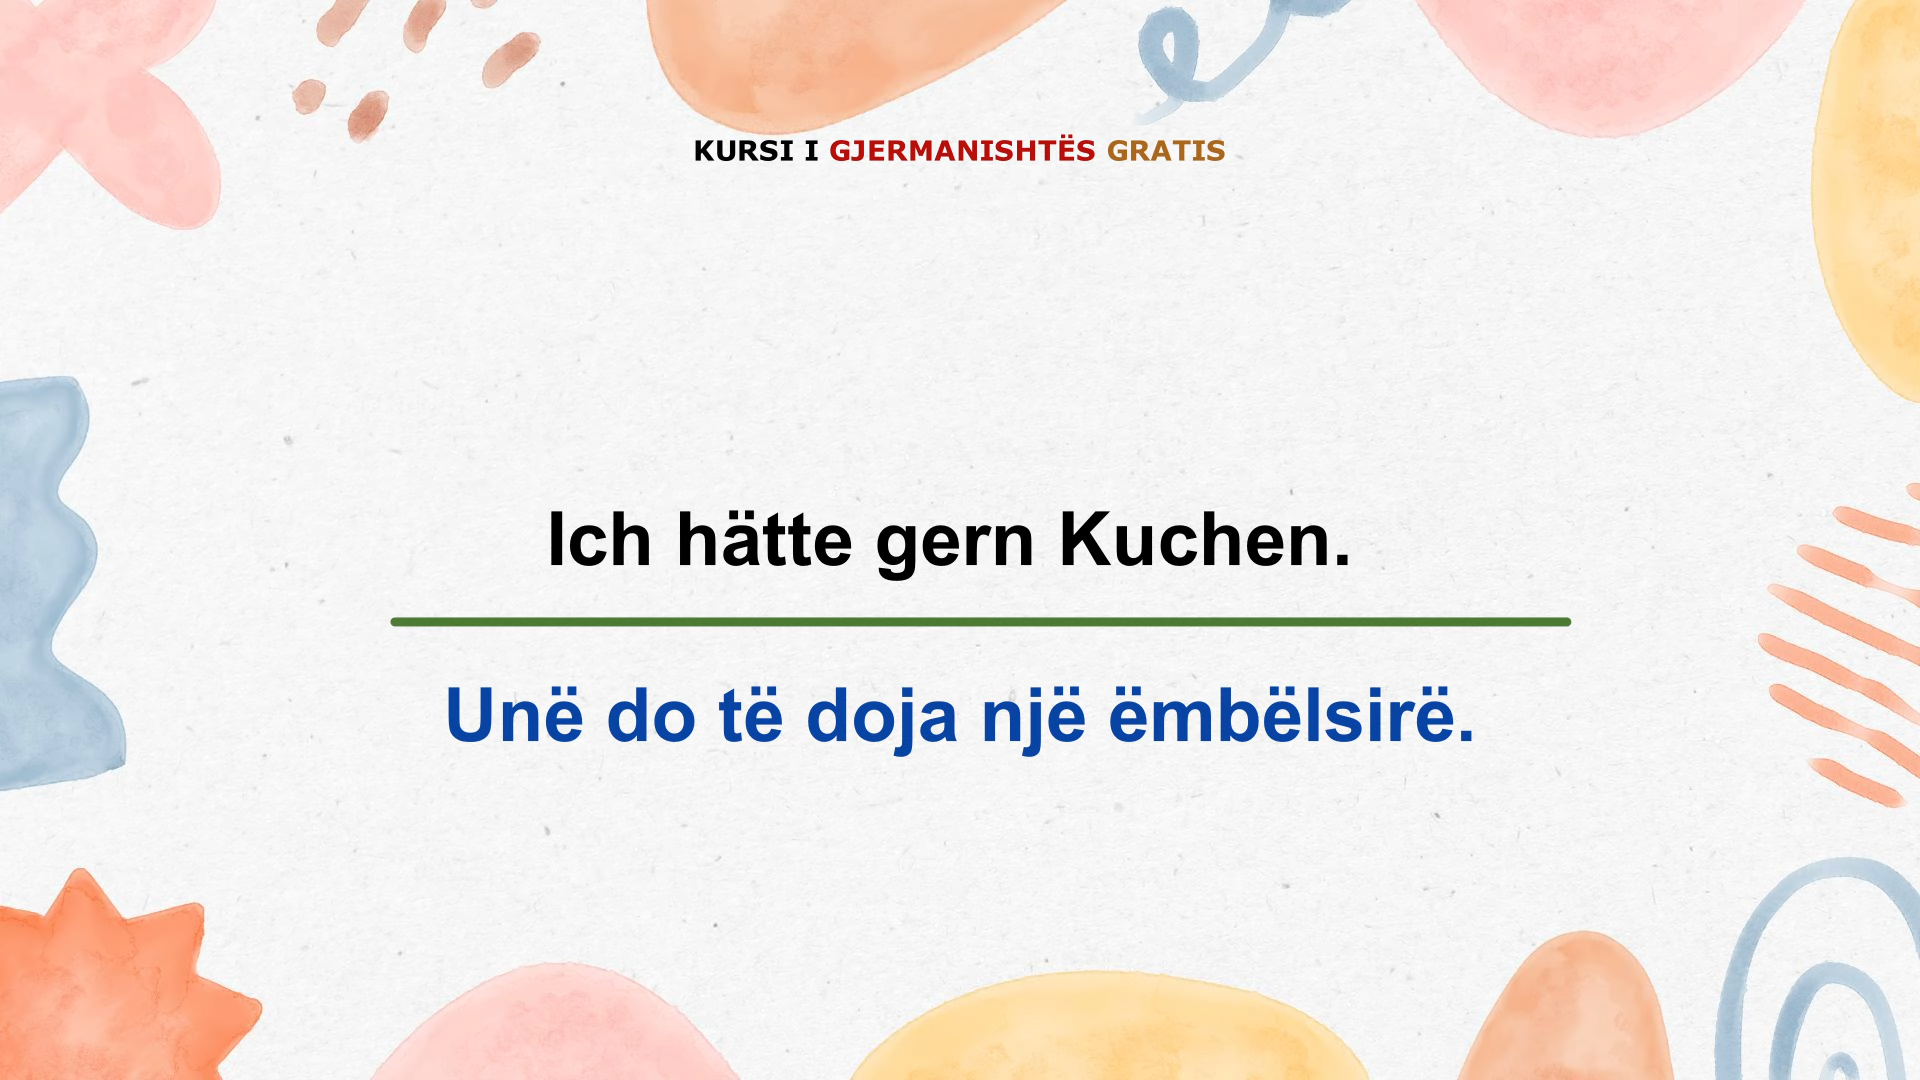 KURSI I GJERMANISHTËS GRATIS
Ich hätte gern Kuchen.
Unë do të doja një ëmbëlsirë.